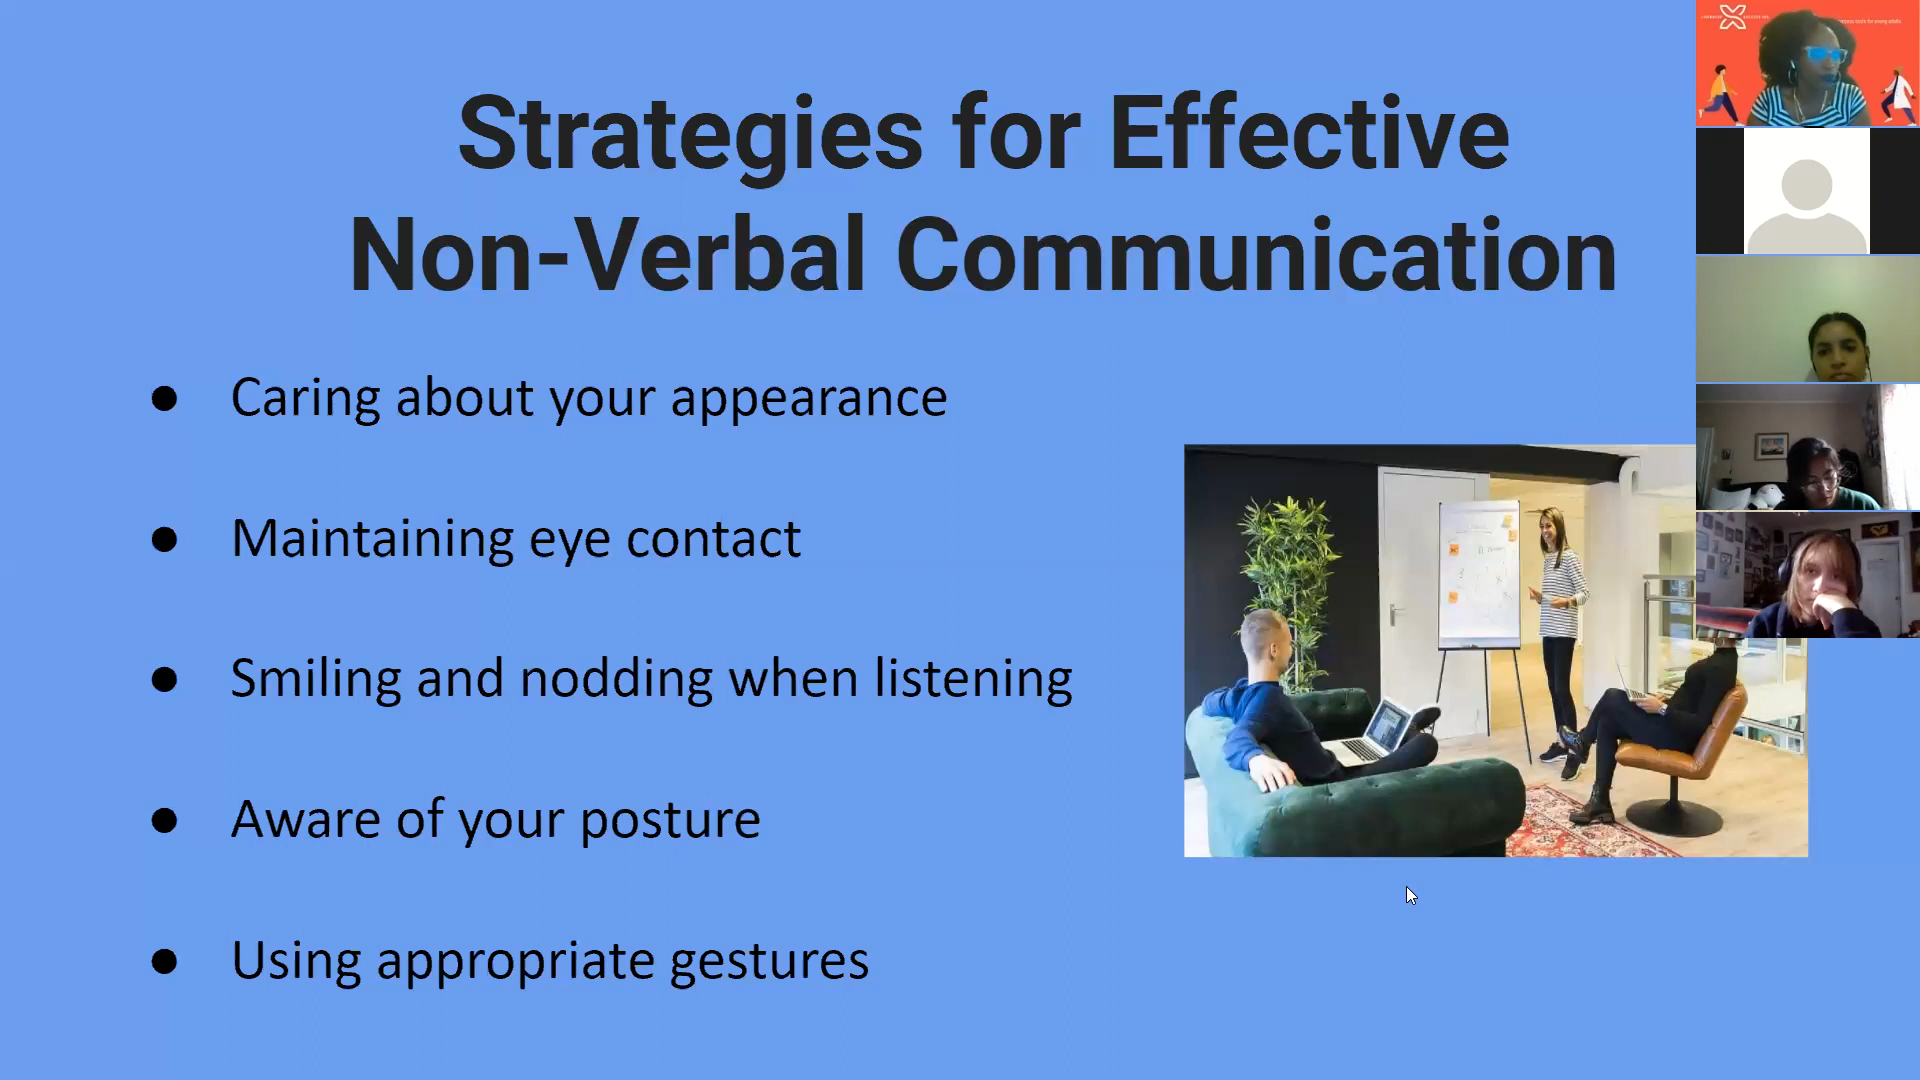 Strategies for Effective
Non-Verbal Communication
● Caring about your appearance
● Maintaining eye contact
● Smiling and nodding when listening
● Aware of your posture
● Using appropriate gestures